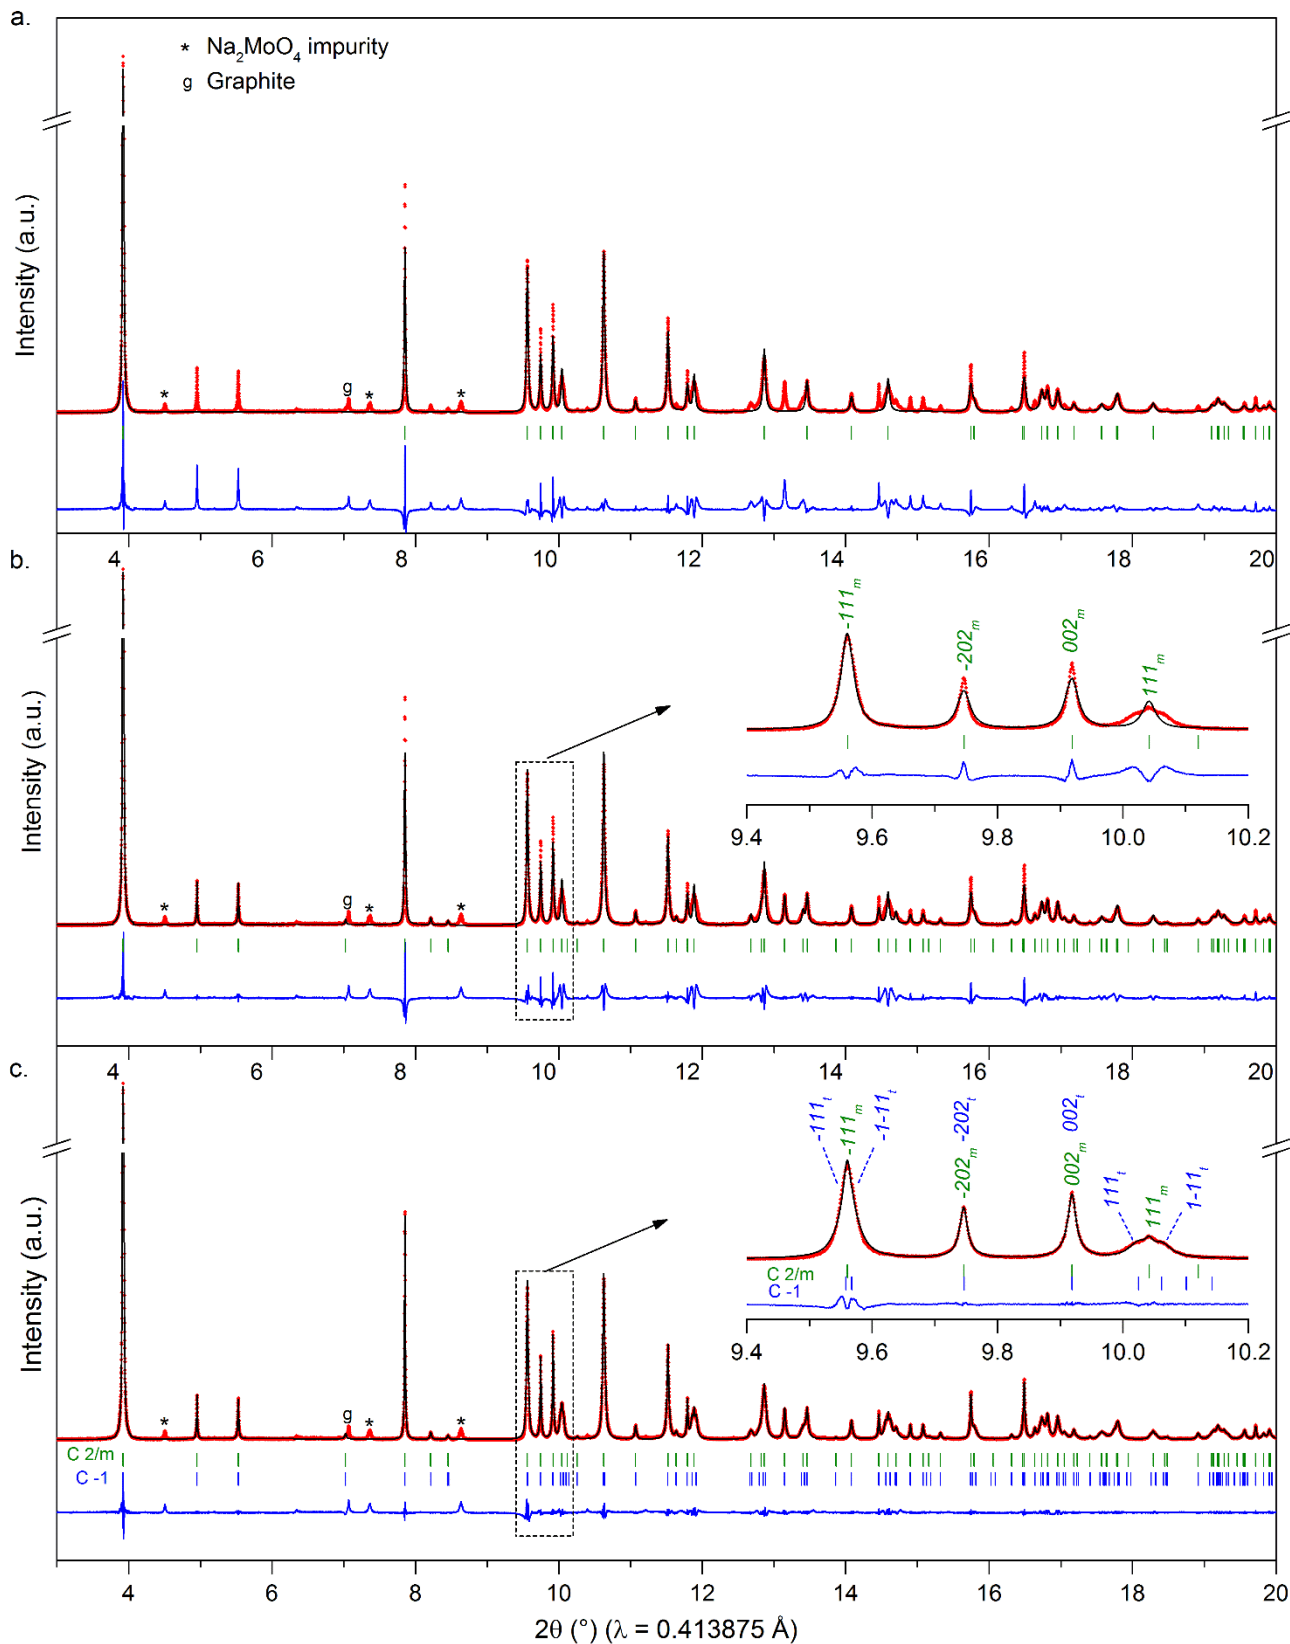 a.
* Na₂MoO₄ impurity
g Graphite
Intensity (a.u.)
* g * *
4 6 8 10 12 14 16 18 20
b.
Intensity (a.u.)
* g * *
-111ₘ -202ₘ 002ₘ 111ₘ
9.4 9.6 9.8 10.0 10.2
4 6 8 10 12 14 16 18 20
c.
Intensity (a.u.)
* g * *
-111ₜ -111ₘ -1-11ₜ -202ₘ -202ₜ 002ₘ 002ₜ 111ₜ 111ₘ 1-11ₜ
C 2/m
C -1
9.4 9.6 9.8 10.0 10.2
C 2/m
C -1
4 6 8 10 12 14 16 18 20
2θ (°) (λ = 0.413875 Å)